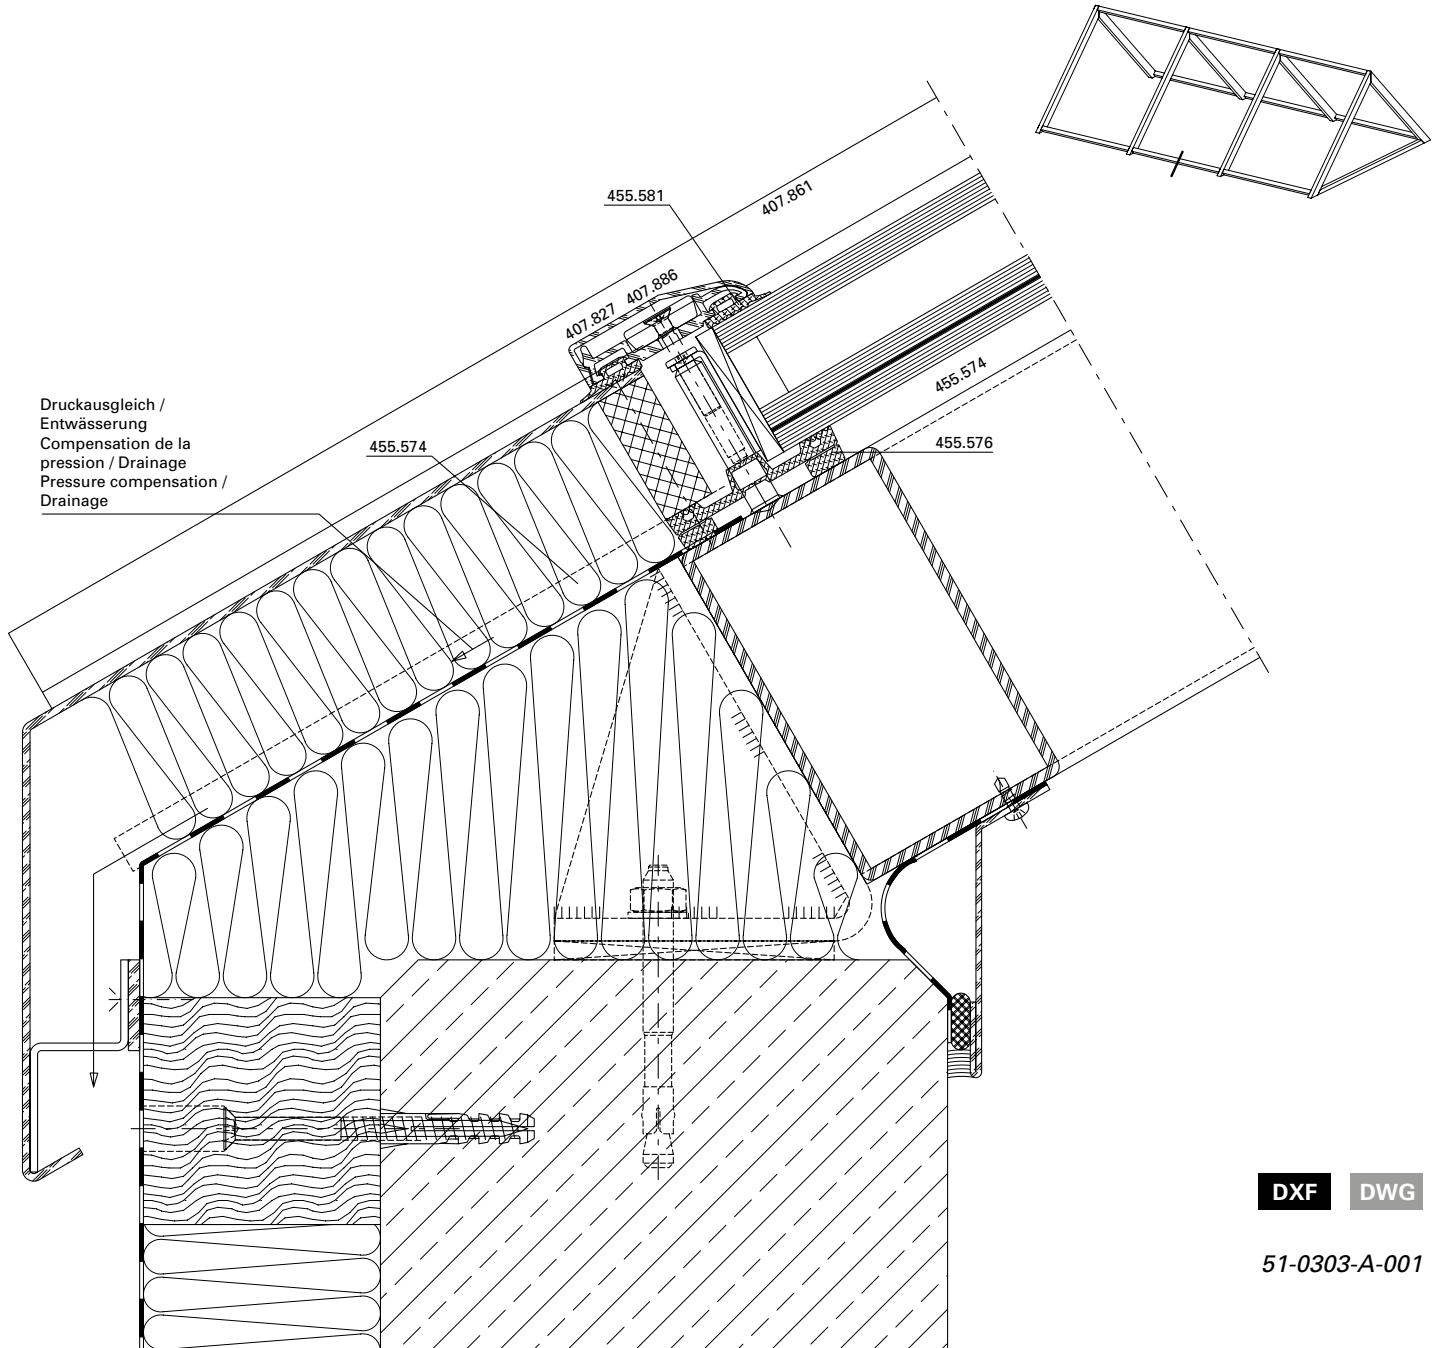 455.581
407.861
407.827 407.886
455.574
Druckausgleich /
Entwässerung
Compensation de la
pression / Drainage
Pressure compensation /
Drainage
455.574
455.576
DXF DWG
51-0303-A-001